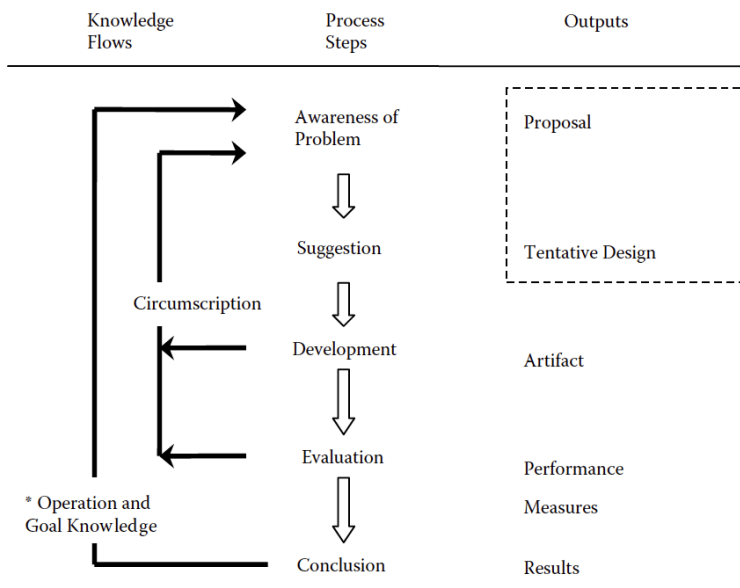 Knowledge
Flows
Process
Steps
Outputs
Awareness of
Problem
Proposal
Suggestion
Tentative Design
Circumscription
Development
Artifact
Evaluation
Performance
Measures
* Operation and
Goal Knowledge
Conclusion
Results